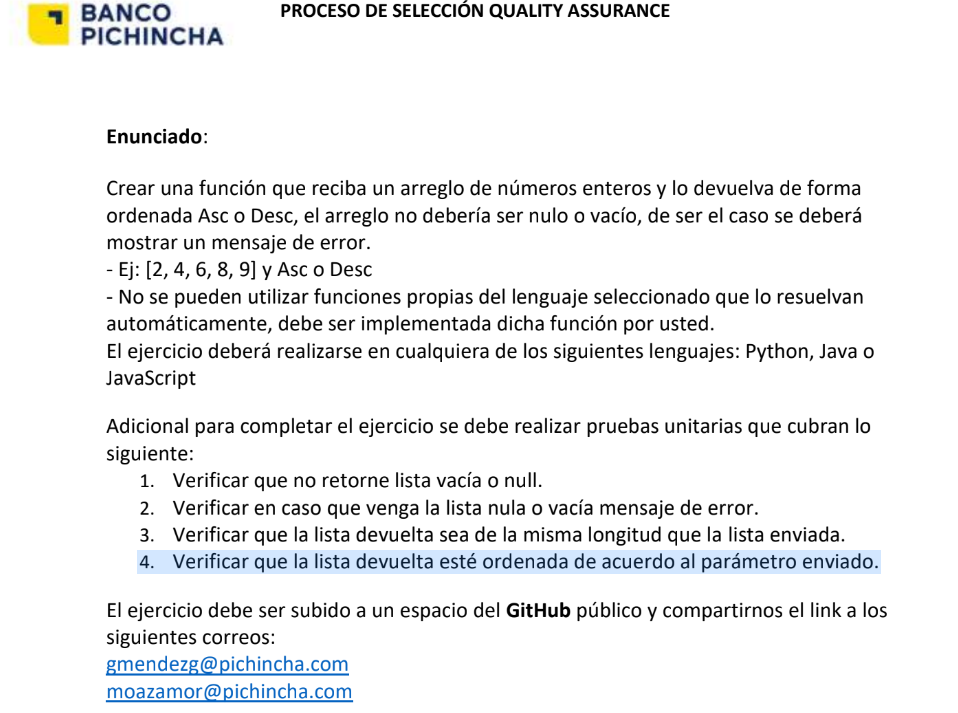 BANCO
PICHINCHA
PROCESO DE SELECCIÓN QUALITY ASSURANCE
Enunciado:
Crear una función que reciba un arreglo de números enteros y lo devuelva de forma
ordenada Asc o Desc, el arreglo no debería ser nulo o vacío, de ser el caso se deberá
mostrar un mensaje de error.
- Ej: [2, 4, 6, 8, 9] y Asc o Desc
- No se pueden utilizar funciones propias del lenguaje seleccionado que lo resuelvan
automáticamente, debe ser implementada dicha función por usted.
El ejercicio deberá realizarse en cualquiera de los siguientes lenguajes: Python, Java o
JavaScript
Adicional para completar el ejercicio se debe realizar pruebas unitarias que cubran lo
siguiente:
1. Verificar que no retorne lista vacía o null.
2. Verificar en caso que venga la lista nula o vacía mensaje de error.
3. Verificar que la lista devuelta sea de la misma longitud que la lista enviada.
4. Verificar que la lista devuelta esté ordenada de acuerdo al parámetro enviado.
El ejercicio debe ser subido a un espacio del GitHub público y compartirnos el link a los
siguientes correos:
gmendezg@pichincha.com
moazamor@pichincha.com